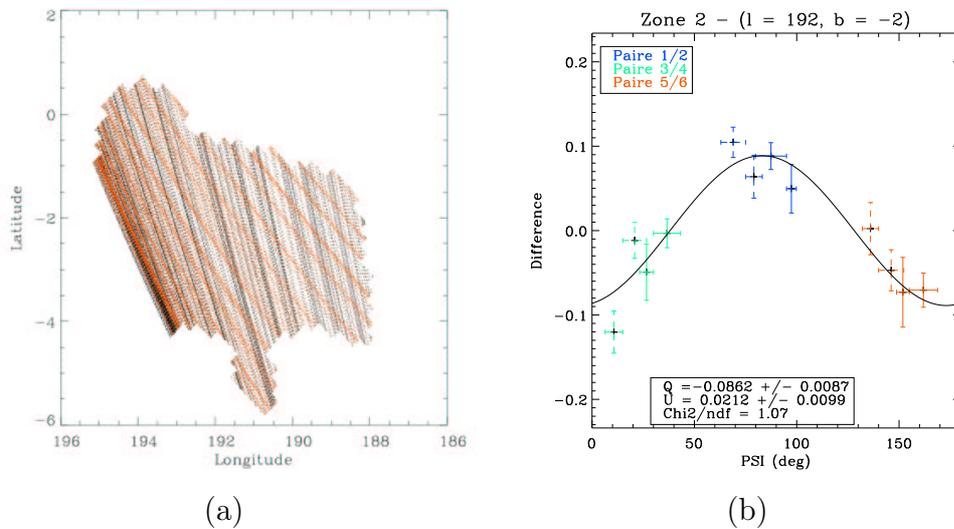 2
0
−2
−4
−6
196 194 192 190 188 186
Latitude
Longitude
(a)
Zone 2 − (l = 192, b = −2)
Paire 1/2
Paire 3/4
Paire 5/6
0.2
0.1
0.0
−0.1
−0.2
Difference
Q =−0.0862 +/− 0.0087
U = 0.0212 +/− 0.0099
Chi2/ndf = 1.07
0 50 100 150
PSI (deg)
(b)